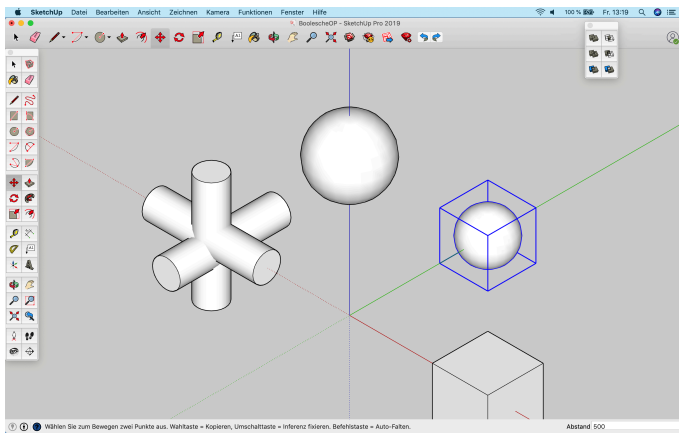 SketchUp Datei Bearbeiten Ansicht Zeichnen Kamera Funktionen Fenster Hilfe 100 % Fr. 13:19
BoolescheOP – SketchUp Pro 2019
Wählen Sie zum Bewegen zwei Punkte aus. Wahltaste = Kopieren, Umschalttaste = Inferenz fixieren. Befehlstaste = Auto-Falten. Abstand 500